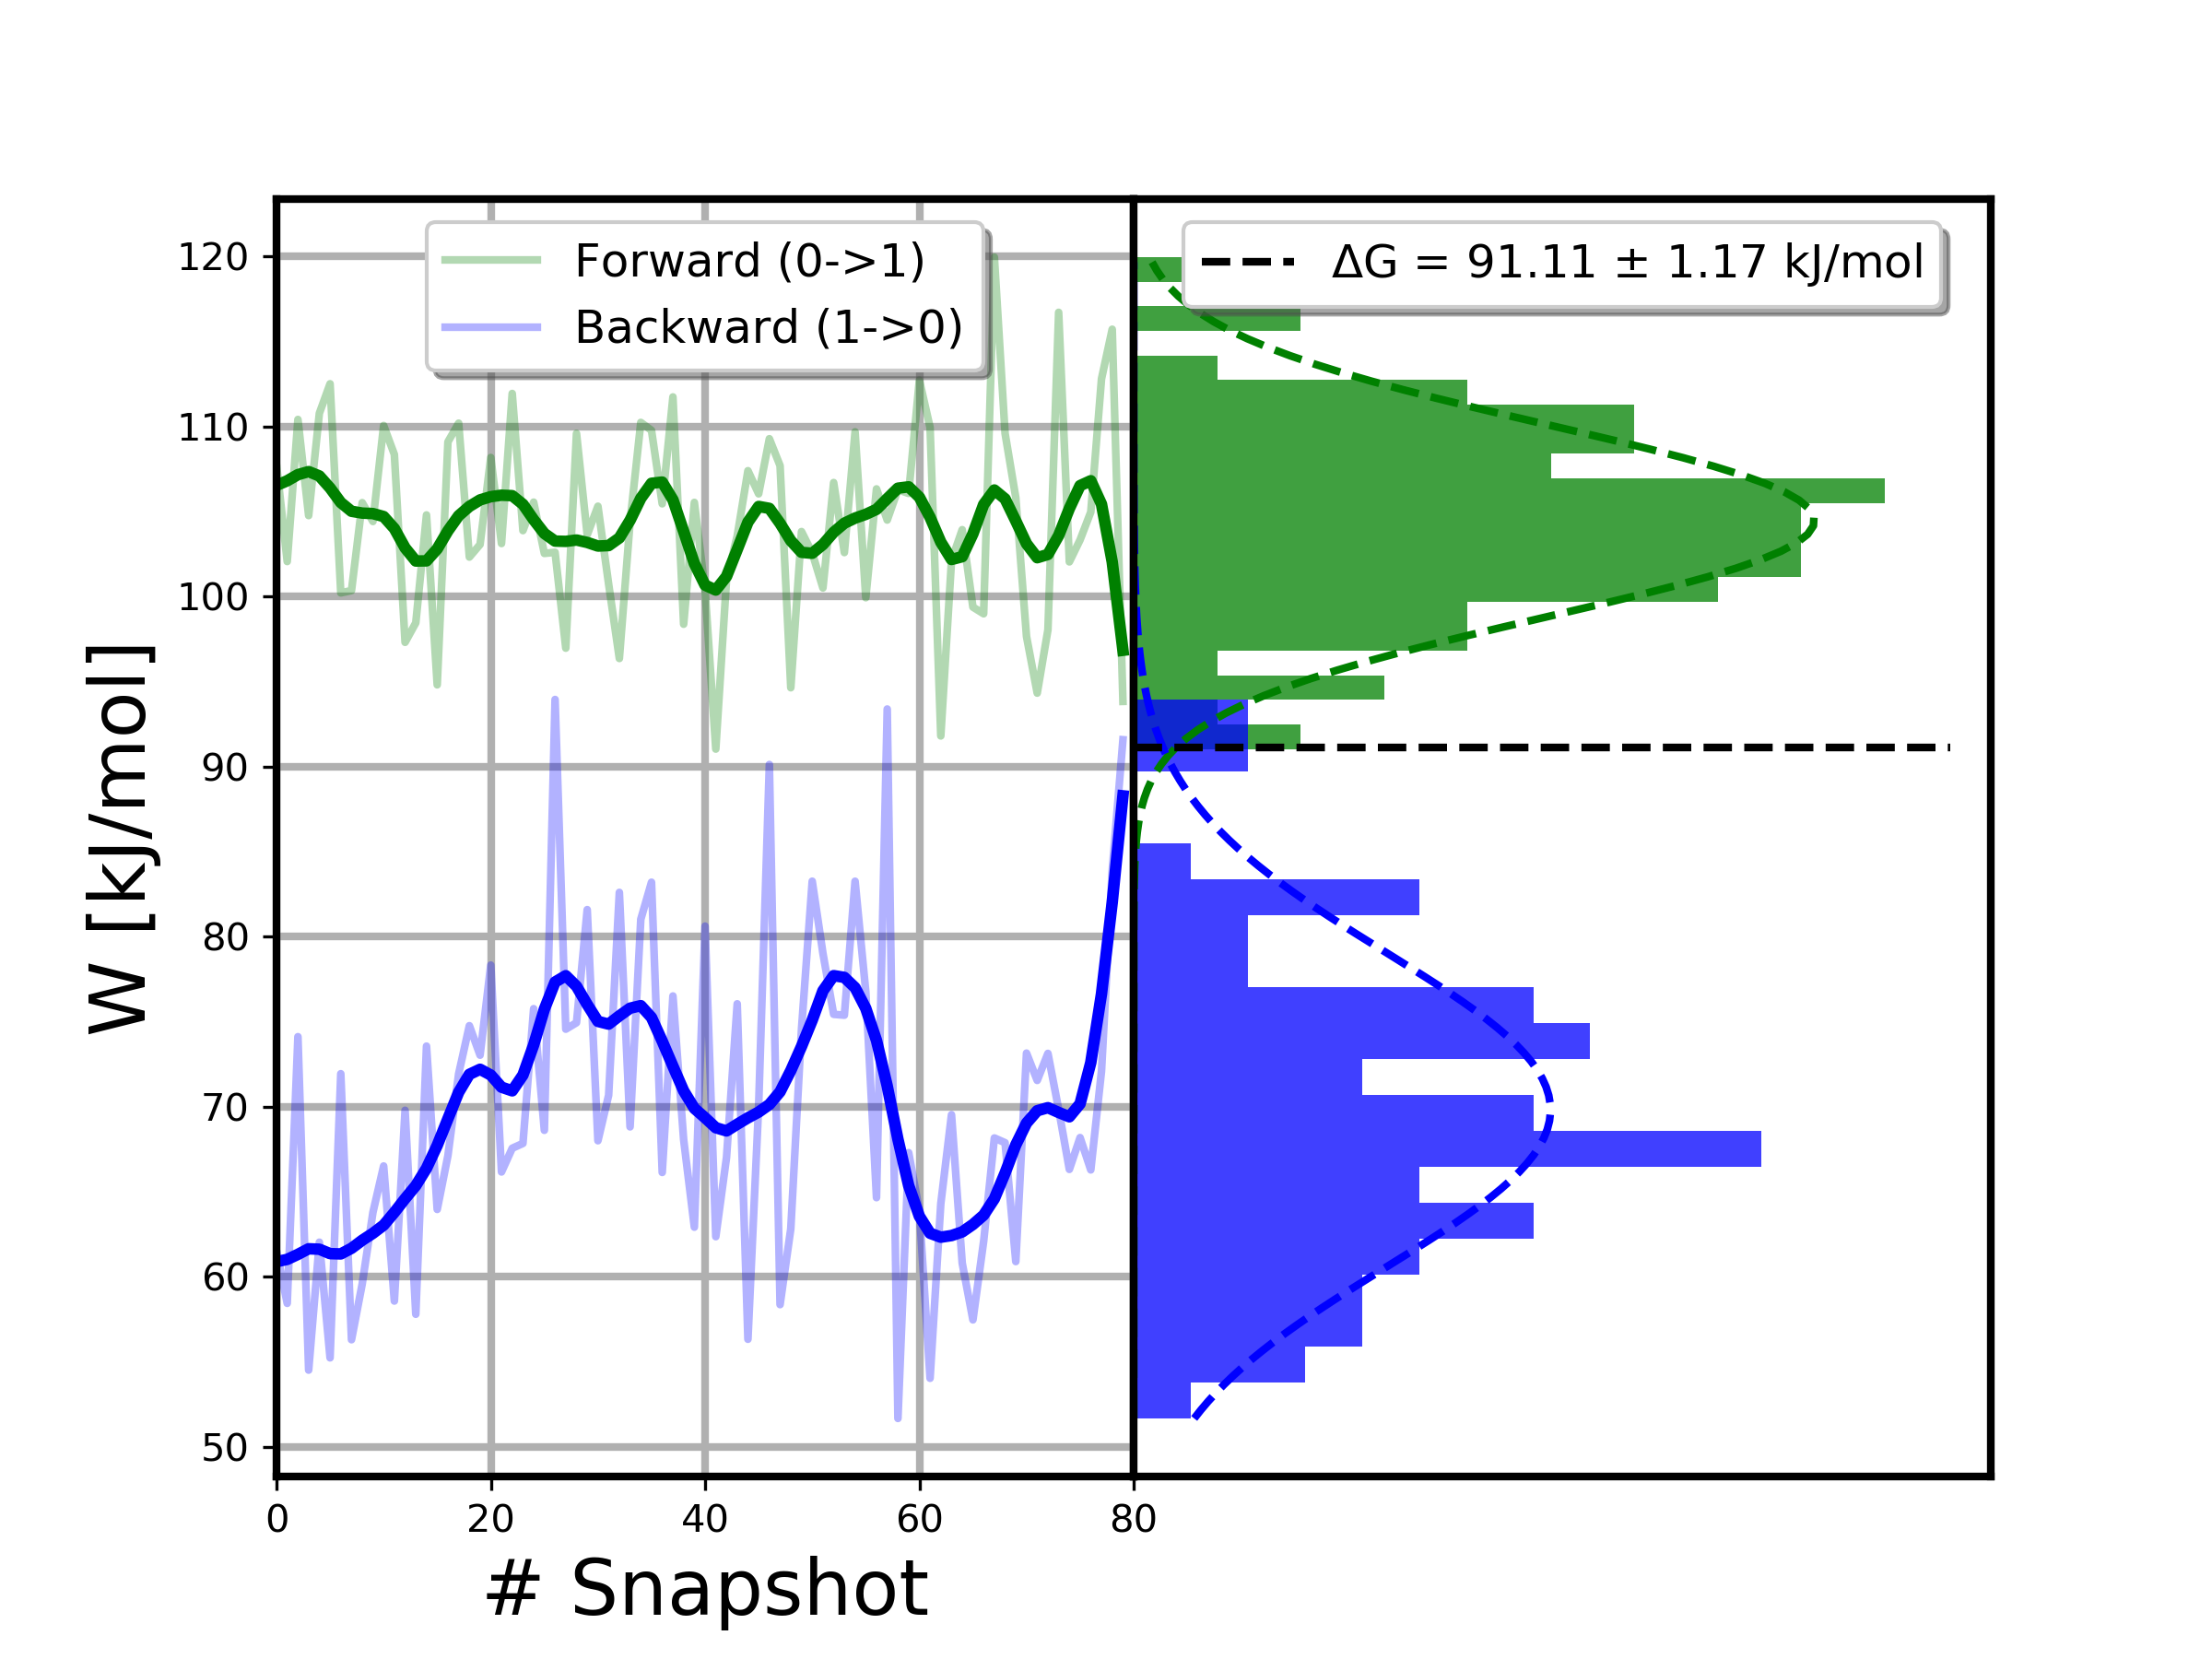 Forward (0->1)
Backward (1->0)
ΔG = 91.11 ± 1.17 kJ/mol
W [kJ/mol]
120
110
100
90
80
70
60
50
0 20 40 60 80
# Snapshot